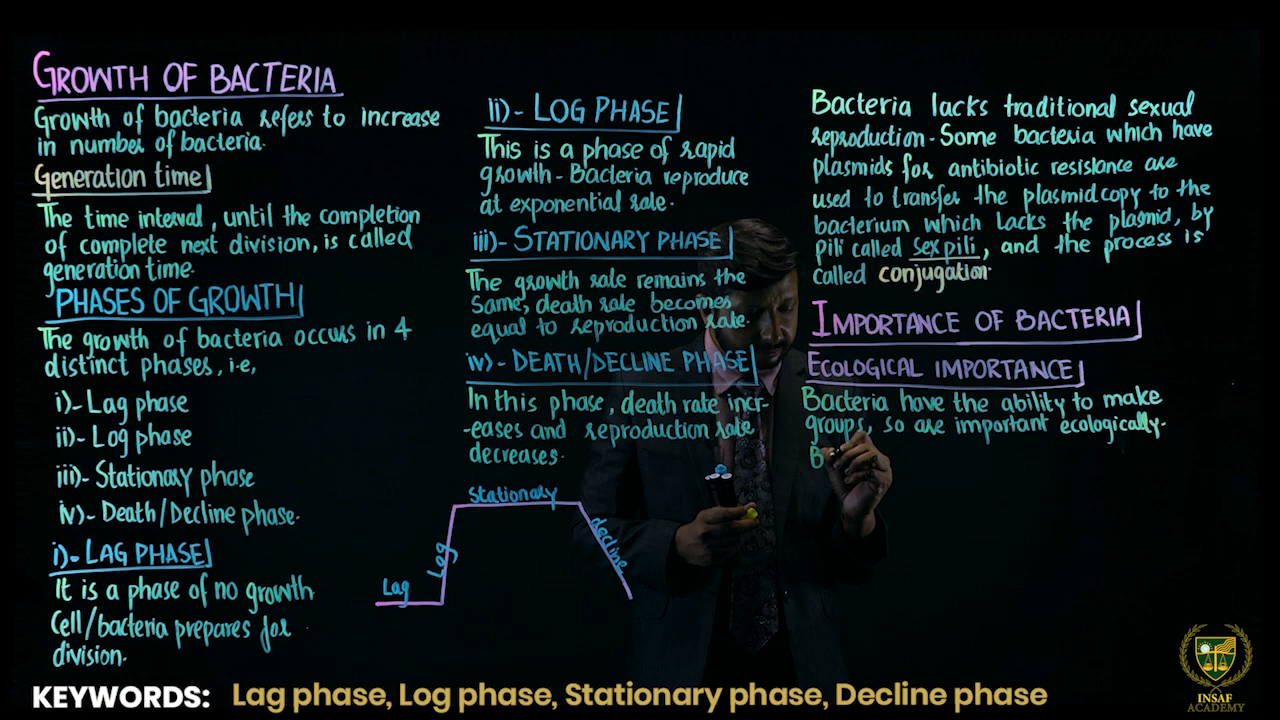 GROWTH OF BACTERIA
Growth of bacteria refers to increase
in number of bacteria.
Generation time
The time interval, until the completion
of complete next division, is called
generation time.
PHASES OF GROWTH
The growth of bacteria occurs in 4
distinct phases, i.e,
i)- Lag phase
ii)- Log phase
iii)- Stationary phase
iv)- Death/Decline phase.
i)- LAG PHASE
It is a phase of no growth
Cell/bacteria prepares for
division.
ii)- LOG PHASE
This is a phase of rapid
growth- Bacteria reproduce
at exponential rate.
iii)- STATIONARY PHASE
The growth rate remains the
Same, death rate becomes
equal to reproduction rate.
iv)- DEATH/DECLINE PHASE
In this phase, death rate incr-
-eases and reproduction rate
decreases.
Stationary
Log
Lag
decline
Bacteria lacks traditional sexual
reproduction. Some bacteria which have
plasmids for antibiotic resistance are
used to transfer the plasmid copy to the
bacterium which lacks the plasmid, by
pili called sex pili, and the process is
called conjugation.
IMPORTANCE OF BACTERIA
ECOLOGICAL IMPORTANCE
Bacteria have the ability to make
groups, so are important ecologically.
B
KEYWORDS: Lag phase, Log phase, Stationary phase, Decline phase
INSAF
ACADEMY